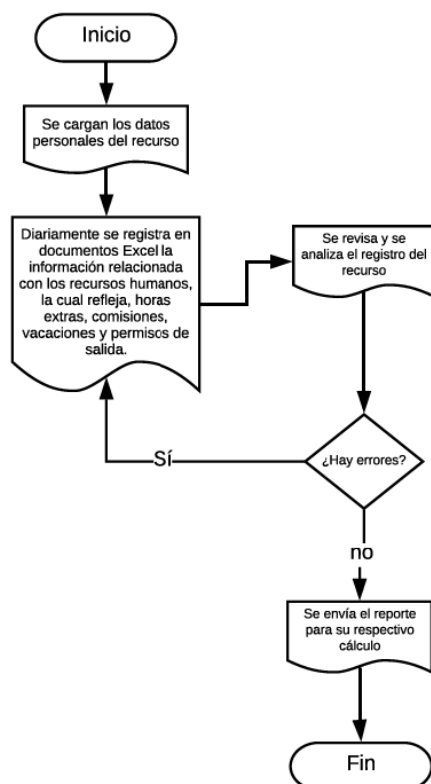 Inicio
Se cargan los datos
personales del recurso
Diariamente se registra en
documentos Excel la
información relacionada
con los recursos humanos,
la cual refleja, horas
extras, comisiones,
vacaciones y permisos de
salida.
Se revisa y se
analiza el registro del
recurso
¿Hay errores?
Sí
no
Se envía el reporte
para su respectivo
cálculo
Fin